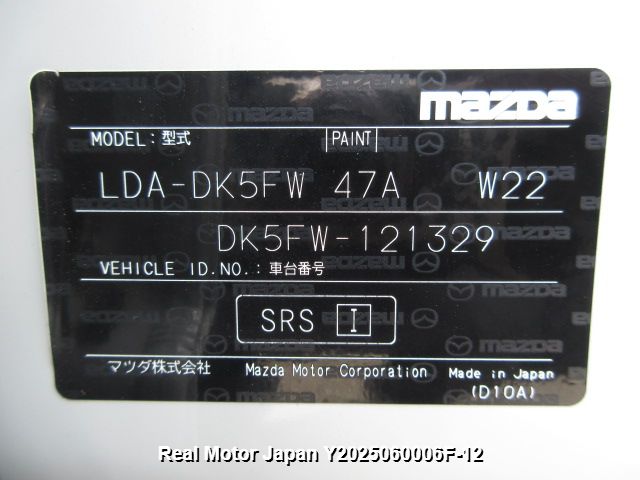 mazda
MODEL: 型式 PAINT
LDA-DK5FW 47A W22
DK5FW-121329
VEHICLE ID.NO.: 車台番号
SRS I
マツダ株式会社 Mazda Motor Corporation Made in Japan
(D10A)
Real Motor Japan Y2025060006F-12